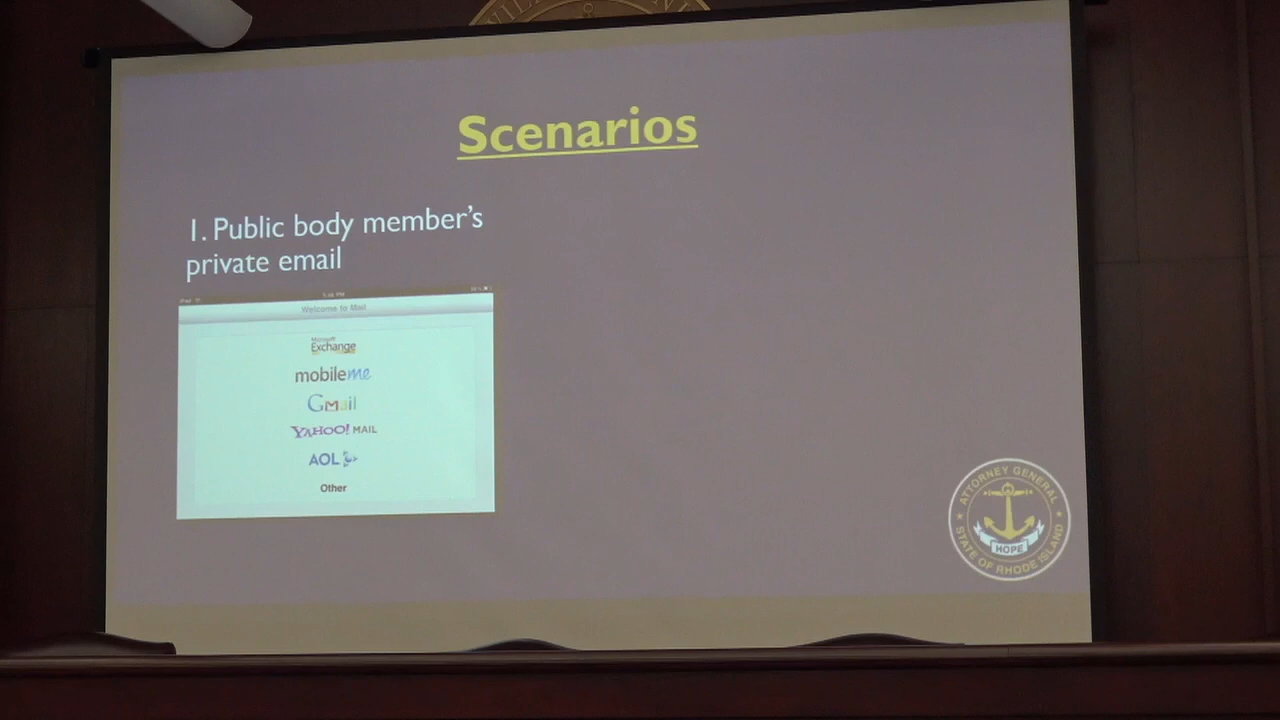 Scenarios
1. Public body member's
private email
Welcome to Mail
Microsoft
Exchange
mobileme
Gmail
YAHOO! MAIL
AOL
Other
ATTORNEY GENERAL
HOPE
STATE OF RHODE ISLAND